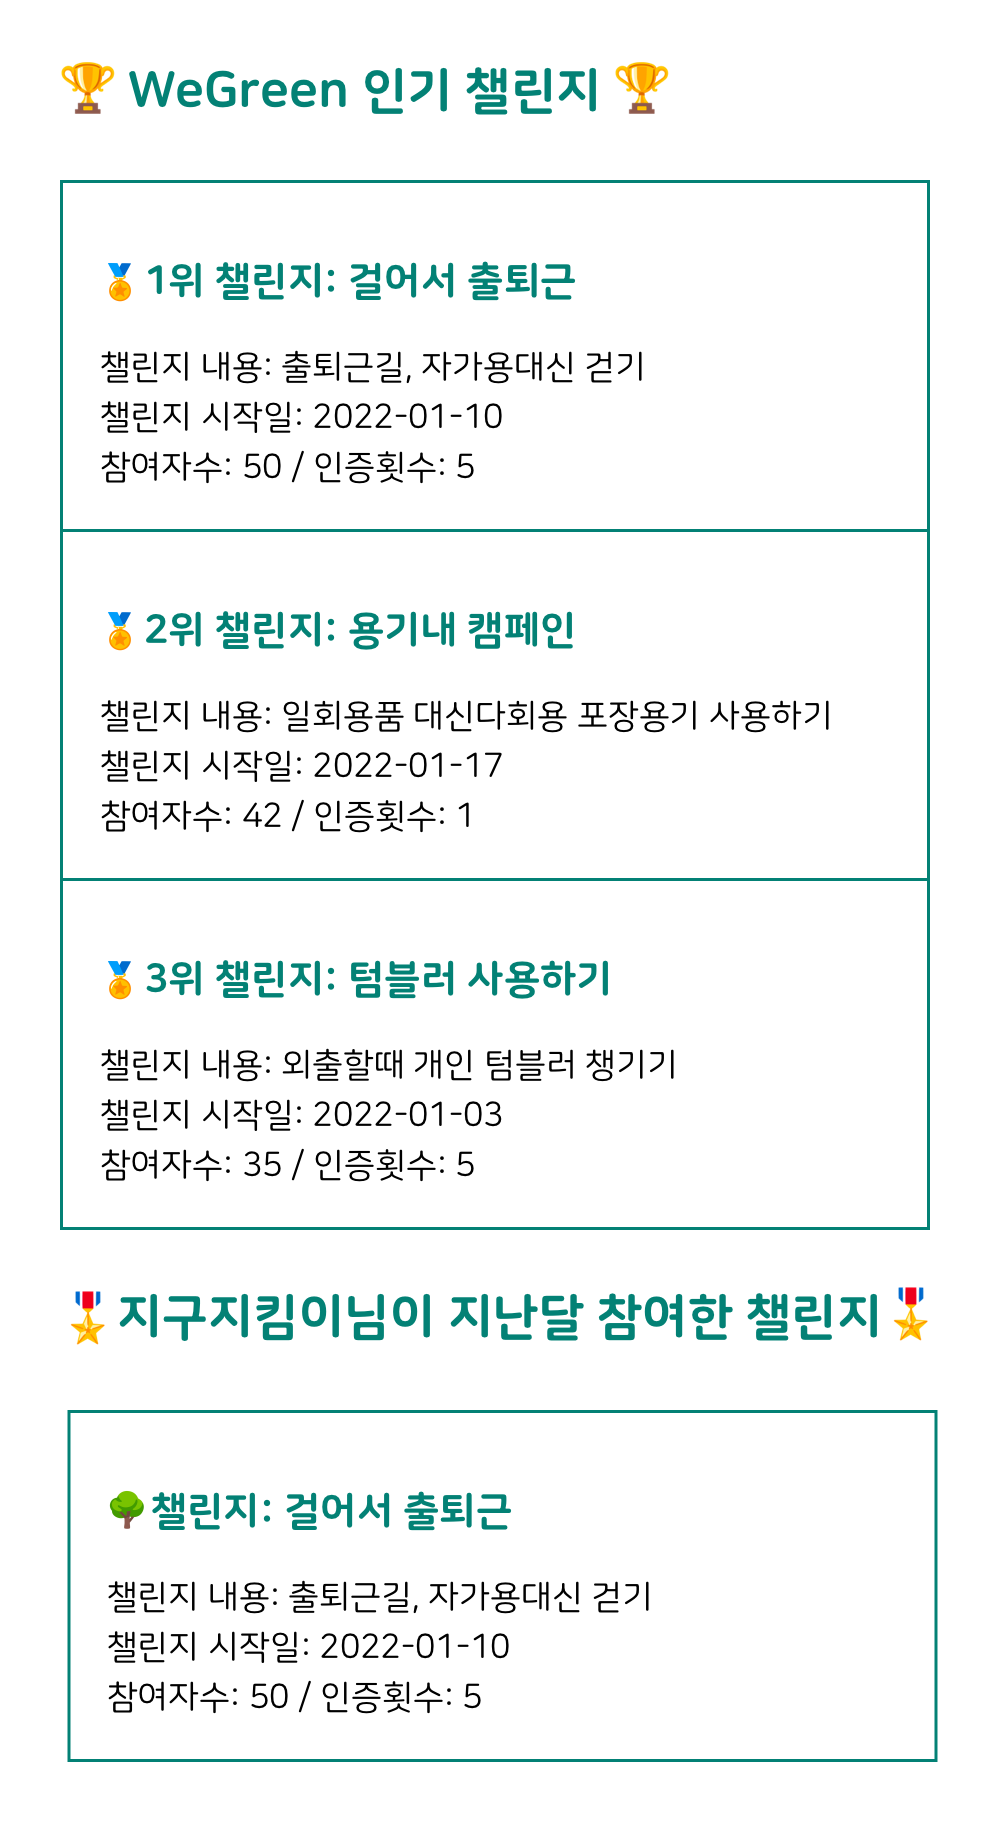 🏆 WeGreen 인기 챌린지 🏆
🏅 1위 챌린지: 걸어서 출퇴근
챌린지 내용: 출퇴근길, 자가용대신 걷기
챌린지 시작일: 2022-01-10
참여자수: 50 / 인증횟수: 5
🏅 2위 챌린지: 용기내 캠페인
챌린지 내용: 일회용품 대신다회용 포장용기 사용하기
챌린지 시작일: 2022-01-17
참여자수: 42 / 인증횟수: 1
🏅 3위 챌린지: 텀블러 사용하기
챌린지 내용: 외출할때 개인 텀블러 챙기기
챌린지 시작일: 2022-01-03
참여자수: 35 / 인증횟수: 5
🎖️지구지킴이님이 지난달 참여한 챌린지🎖️
🌳챌린지: 걸어서 출퇴근
챌린지 내용: 출퇴근길, 자가용대신 걷기
챌린지 시작일: 2022-01-10
참여자수: 50 / 인증횟수: 5